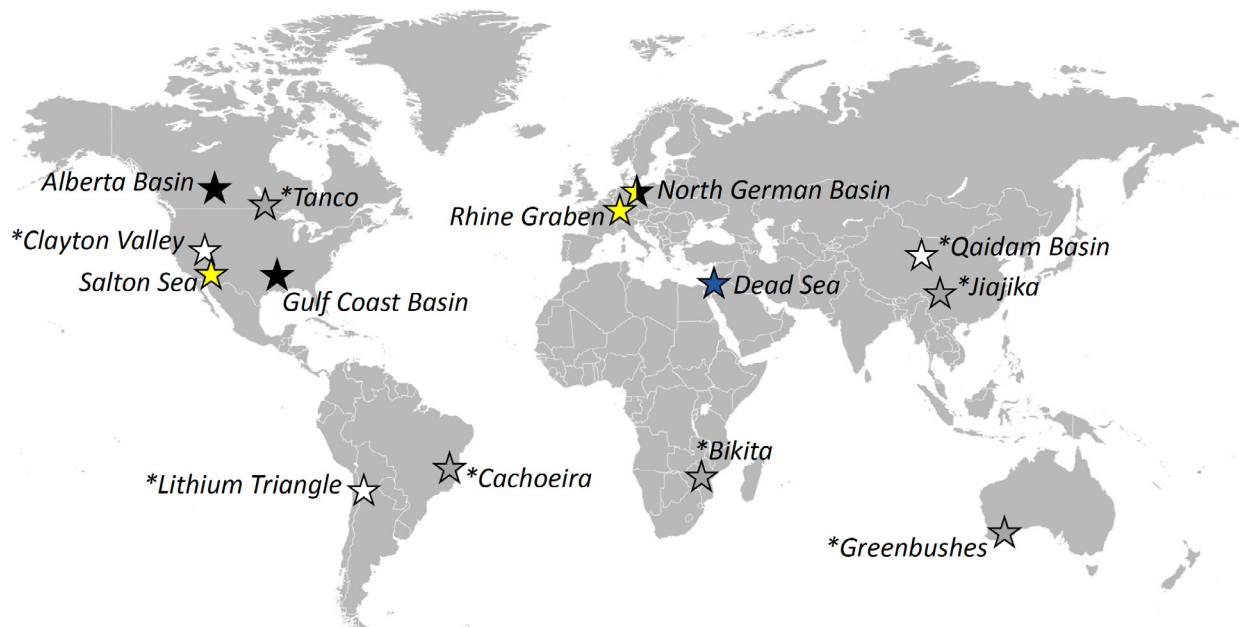 Alberta Basin
*Tanco
North German Basin
Rhine Graben
*Clayton Valley
*Qaidam Basin
Salton Sea
Dead Sea
*Jiajika
Gulf Coast Basin
*Bikita
*Lithium Triangle
*Cachoeira
*Greenbushes